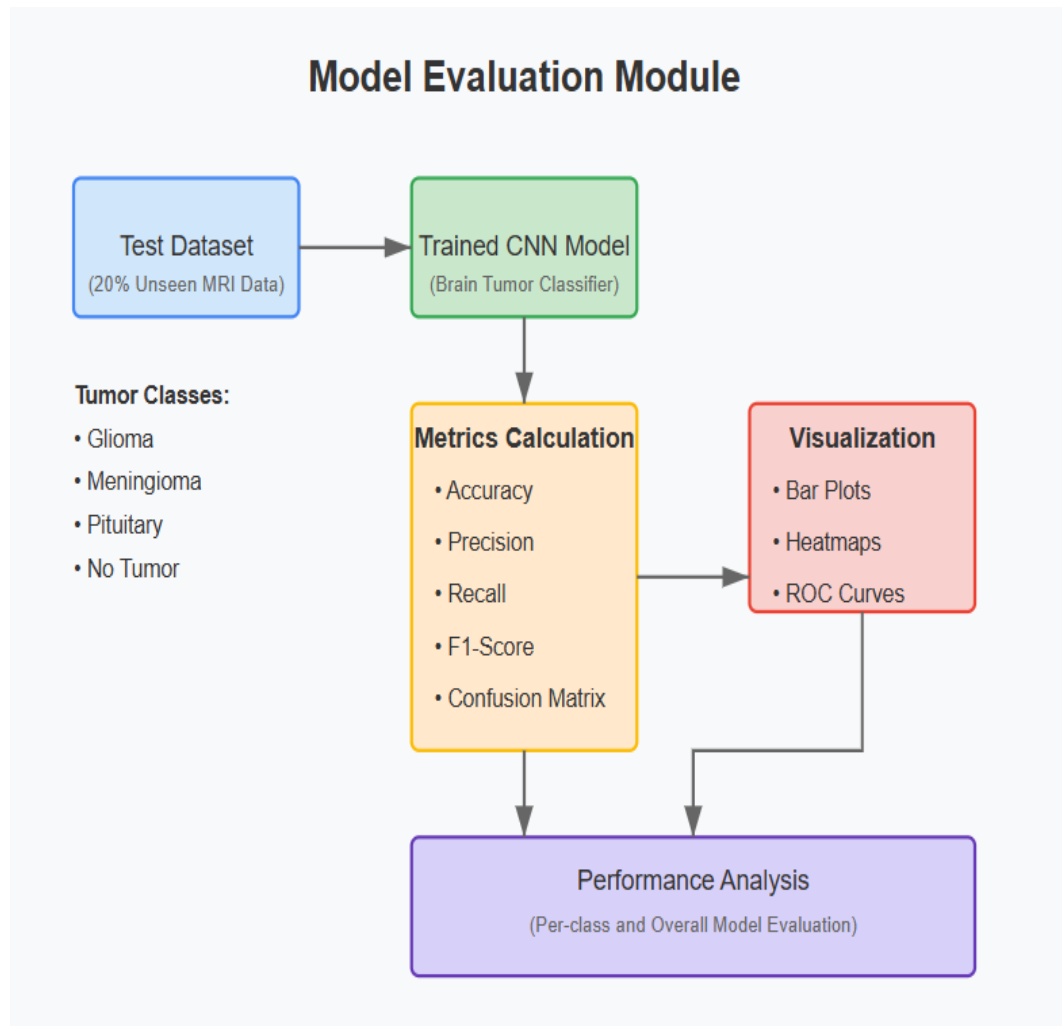 Model Evaluation Module
Test Dataset
(20% Unseen MRI Data)
Trained CNN Model
(Brain Tumor Classifier)
Tumor Classes:
• Glioma
• Meningioma
• Pituitary
• No Tumor
Metrics Calculation
• Accuracy
• Precision
• Recall
• F1-Score
• Confusion Matrix
Visualization
• Bar Plots
• Heatmaps
• ROC Curves
Performance Analysis
(Per-class and Overall Model Evaluation)